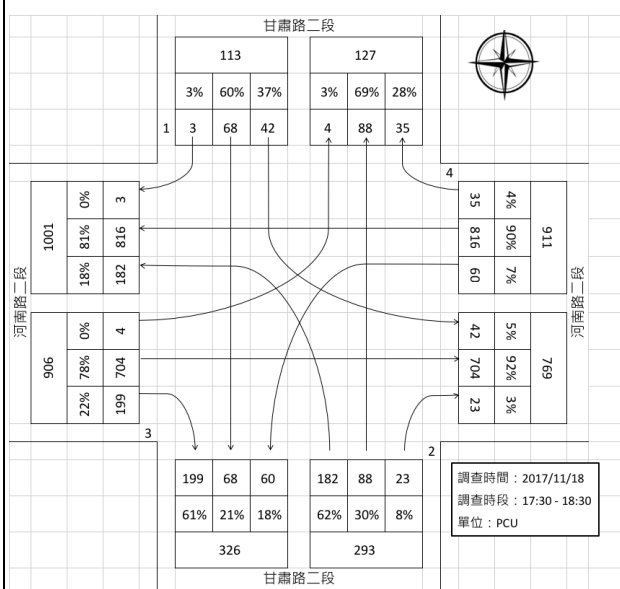 甘肅路二段
113 127
3% 60% 37% 3% 69% 28%
1 3 68 42 4 88 35
4
1001 0% 3 35 4% 911
81% 816 816 90%
18% 182 60 7%
河南路二段 河南路二段
906 0% 4 42 5% 769
78% 704 704 92%
22% 199 23 3%
3 2
199 68 60 182 88 23
61% 21% 18% 62% 30% 8%
326 293
甘肅路二段
調查時間：2017/11/18
調查時段：17:30 - 18:30
單位：PCU